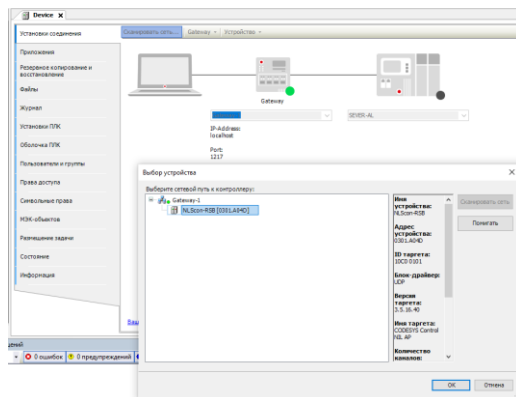 Device X
Установки соединения
Сканировать сеть...
Gateway
Устройство
Приложения
Резервное копирование и
восстановление
Файлы
Журнал
Установки ПЛК
Оболочка ПЛК
Пользователи и группы
Права доступа
Символьные права
МЭК-объектов
Размещение задачи
Состояние
Информация
Gateway
SEVER-AL
IP-Address:
localhost
Port:
1217
Выбор устройства
Выберите сетевой путь к контроллеру:
Gateway-1
NLScon-RSB [0301.A04D]
Имя
устройства:
NLScon-RSB
Адрес
устройства:
0301.A04D
ID таргета:
10C0 0101
Блок-драйвер:
UDP
Версия
таргета:
3.5.16.40
Имя таргета:
CODESYS Control
NIL AP
Количество
каналов:
Сканировать сеть
Помигать
OK
Отмена
0 ошибок
0 предупреждений